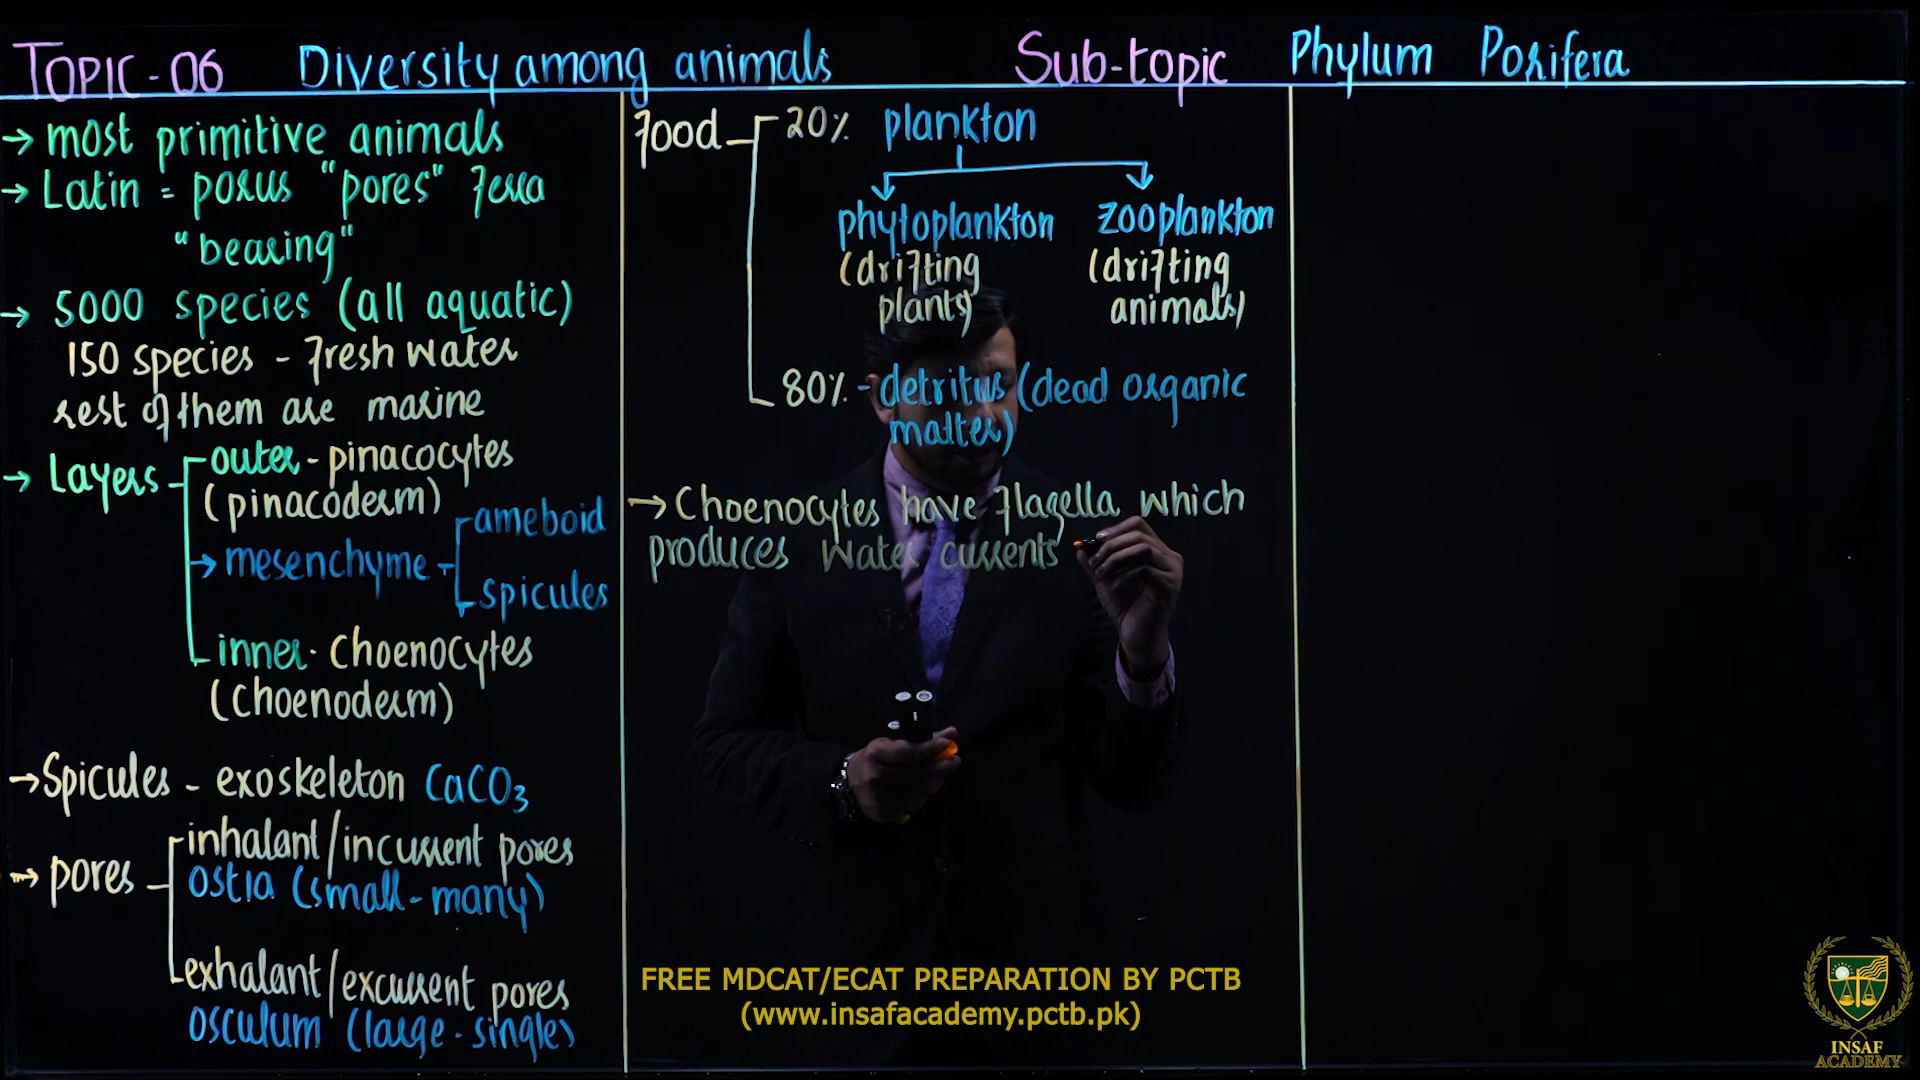 TOPIC-06 Diversity among animals Sub-topic Phylum Porifera
→ most primitive animals
→ Latin = porus "pores" ferra
"bearing"
→ 5000 species (all aquatic)
150 species - fresh water
rest of them are marine
→ Layers - outer - pinacocytes
(pinacoderm)
→ mesenchyme - ameboid
spicules
inner - choenocytes
(choenoderm)
→ Spicules - exoskeleton CaCO3
→ pores - inhalant/incurrent pores
ostia (small-many)
exhalant/excurrent pores
osculum (large-single)
food - 20% plankton
phytoplankton zooplankton
(drifting (drifting
plants) animals)
80% - detritus (dead organic
matter)
→ Choenocytes have flagella which
produces water currents
FREE MDCAT/ECAT PREPARATION BY PCTB
(www.insafacademy.pctb.pk)
INSAF
ACADEMY